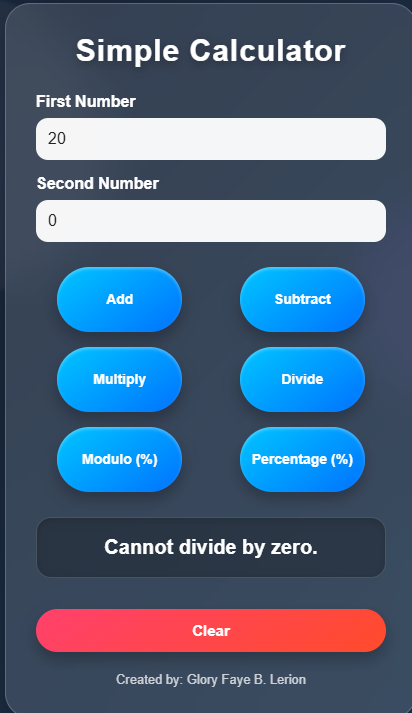 Simple Calculator
First Number
20
Second Number
0
Add Subtract
Multiply Divide
Modulo (%) Percentage (%)
Cannot divide by zero.
Clear
Created by: Glory Faye B. Lerion